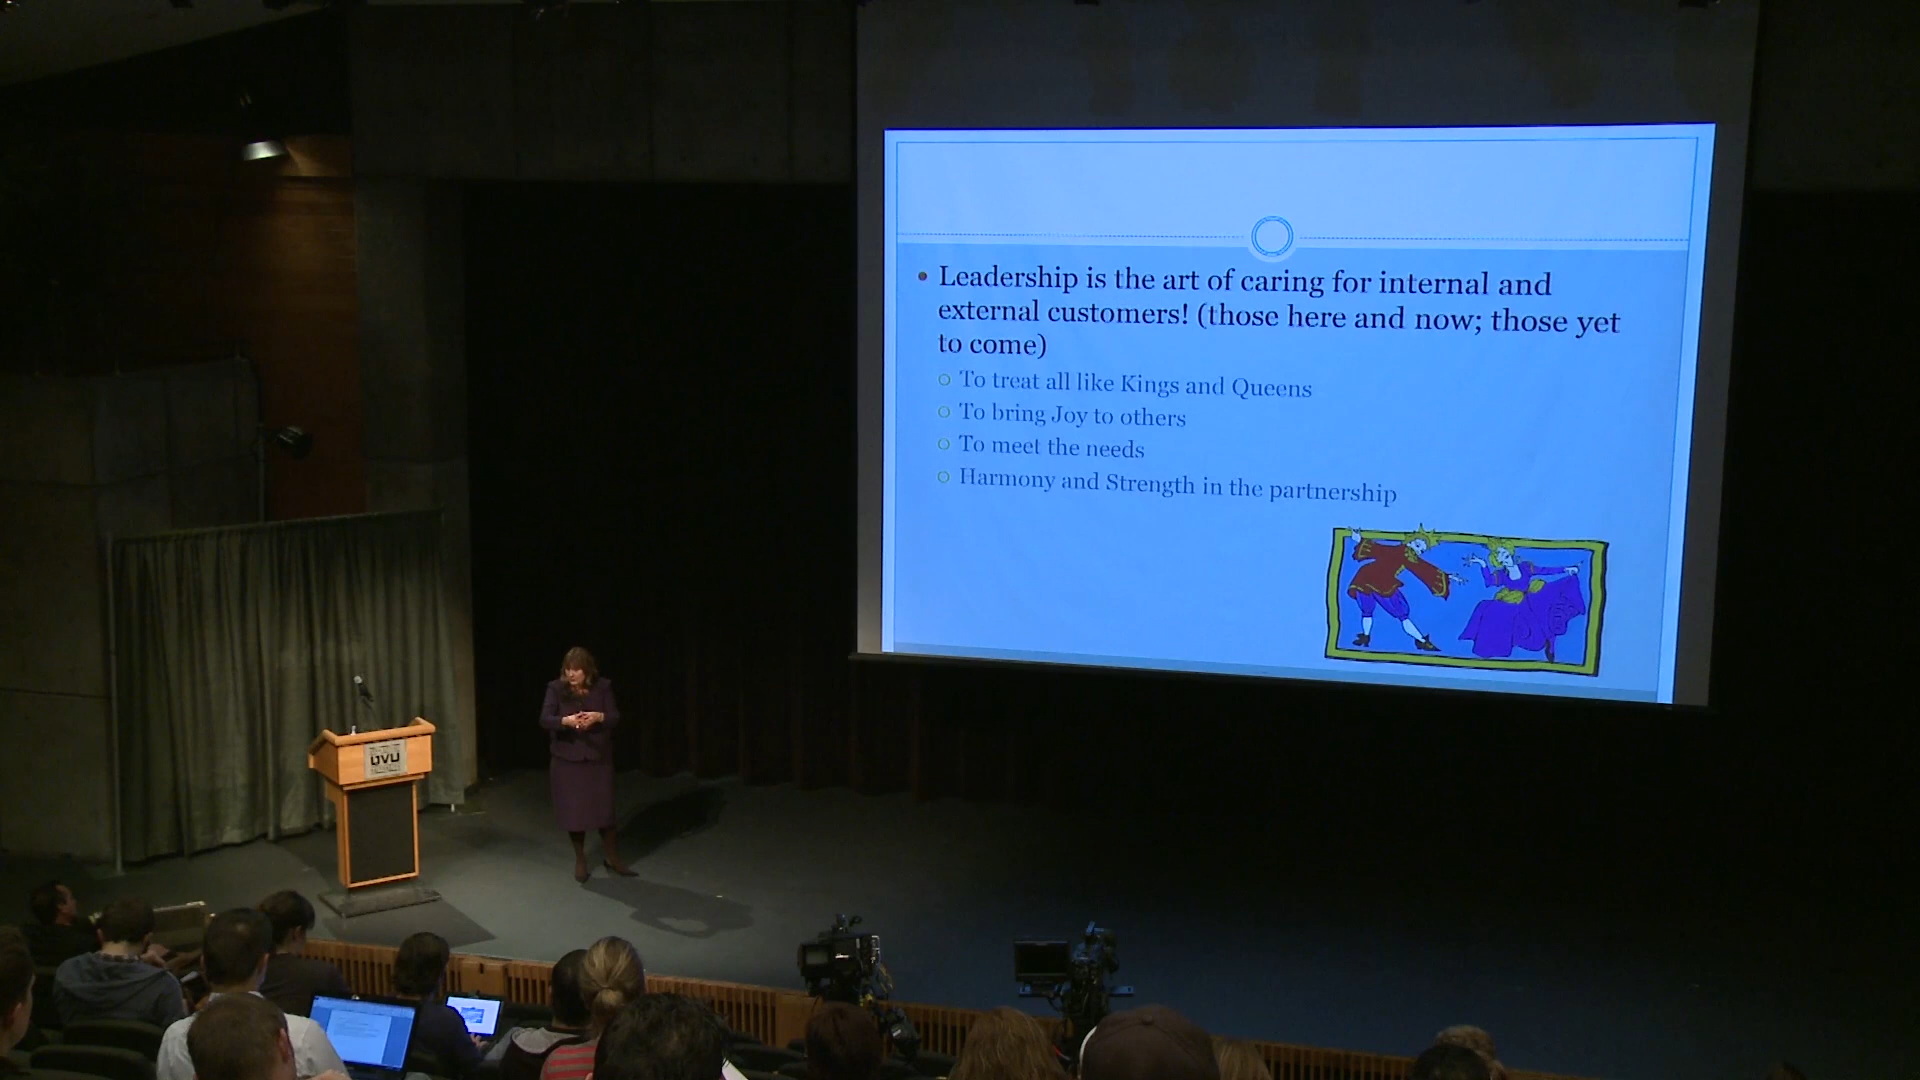 • Leadership is the art of caring for internal and
external customers! (those here and now; those yet
to come)
○ To treat all like Kings and Queens
○ To bring Joy to others
○ To meet the needs
○ Harmony and Strength in the partnership
UVU